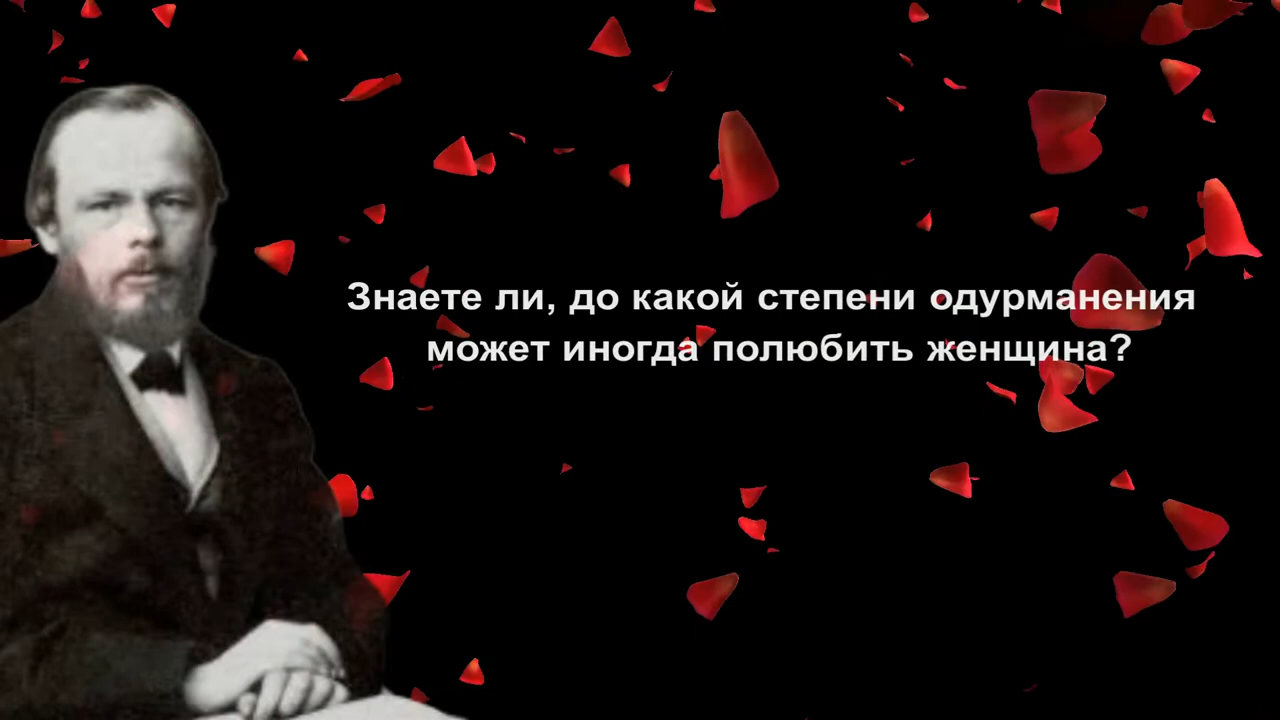 Знаете ли, до какой степени одурманения
может иногда полюбить женщина?